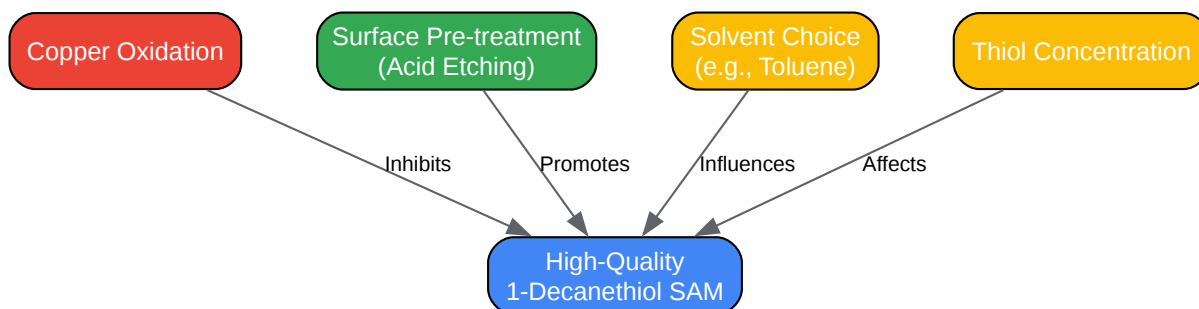 Copper Oxidation
Surface Pre-treatment
(Acid Etching)
Solvent Choice
(e.g., Toluene)
Thiol Concentration
Inhibits
Promotes
Influences
Affects
High-Quality
1-Decanethiol SAM